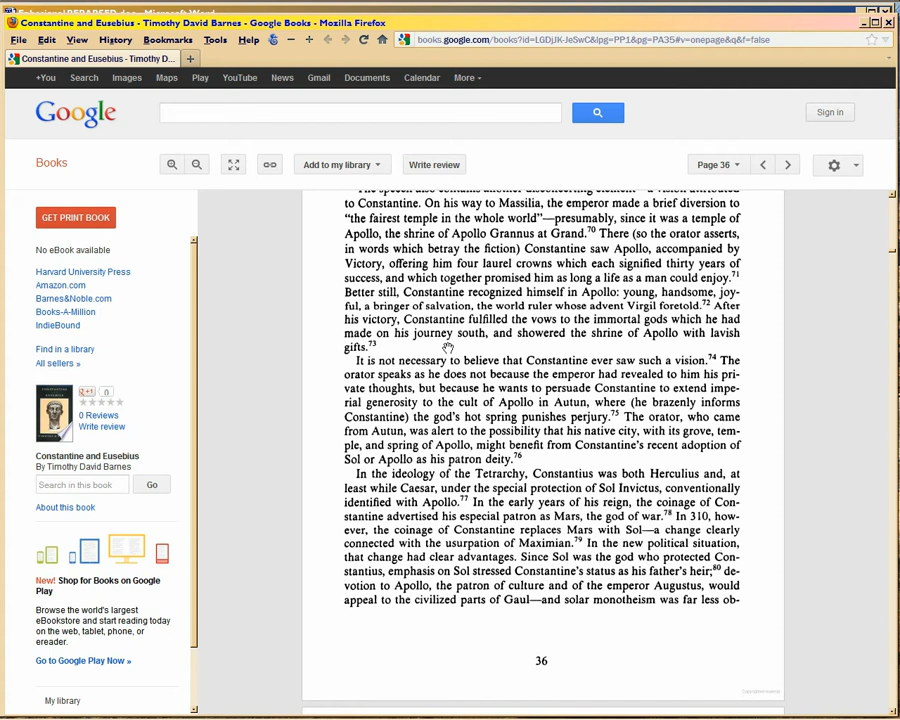 Constantine and Eusebius - Timothy David Barnes - Google Books - Mozilla Firefox
File Edit View History Bookmarks Tools Help
books.google.com/books?id=LGDjJK-JeSwC&lpg=PP1&pg=PA35#v=onepage&q&f=false
Constantine and Eusebius - Timothy D...
+You Search Images Maps Play YouTube News Gmail Documents Calendar More
Google
Sign in
Books
Add to my library
Write review
Page 36
GET PRINT BOOK
No eBook available
Harvard University Press
Amazon.com
Barnes&Noble.com
Books-A-Million
IndieBound
Find in a library
All sellers »
+1 0
0 Reviews
Write review
Constantine and Eusebius
By Timothy David Barnes
Search in this book
Go
About this book
New! Shop for Books on Google
Play
Browse the world's largest
eBookstore and start reading today
on the web, tablet, phone, or
ereader.
Go to Google Play Now »
My library
The speech also contains another disconcerting element—a vision attributed
to Constantine. On his way to Massilia, the emperor made a brief diversion to
“the fairest temple in the whole world”—presumably, since it was a temple of
Apollo, the shrine of Apollo Grannus at Grand.70 There (so the orator asserts,
in words which betray the fiction) Constantine saw Apollo, accompanied by
Victory, offering him four laurel crowns which each signified thirty years of
success, and which together promised him as long a life as a man could enjoy.71
Better still, Constantine recognized himself in Apollo: young, handsome, joy-
ful, a bringer of salvation, the world ruler whose advent Virgil foretold.72 After
his victory, Constantine fulfilled the vows to the immortal gods which he had
made on his journey south, and showered the shrine of Apollo with lavish
gifts.73
It is not necessary to believe that Constantine ever saw such a vision.74 The
orator speaks as he does not because the emperor had revealed to him his pri-
vate thoughts, but because he wants to persuade Constantine to extend impe-
rial generosity to the cult of Apollo in Autun, where (he brazenly informs
Constantine) the god's hot spring punishes perjury.75 The orator, who came
from Autun, was alert to the possibility that his native city, with its grove, tem-
ple, and spring of Apollo, might benefit from Constantine's recent adoption of
Sol or Apollo as his patron deity.76
In the ideology of the Tetrarchy, Constantius was both Herculius and, at
least while Caesar, under the special protection of Sol Invictus, conventionally
identified with Apollo.77 In the early years of his reign, the coinage of Con-
stantine advertised his especial patron as Mars, the god of war.78 In 310, how-
ever, the coinage of Constantine replaces Mars with Sol—a change clearly
connected with the usurpation of Maximian.79 In the new political situation,
that change had clear advantages. Since Sol was the god who protected Con-
stantius, emphasis on Sol stressed Constantine's status as his father's heir;80 de-
votion to Apollo, the patron of culture and of the emperor Augustus, would
appeal to the civilized parts of Gaul—and solar monotheism was far less ob-
36